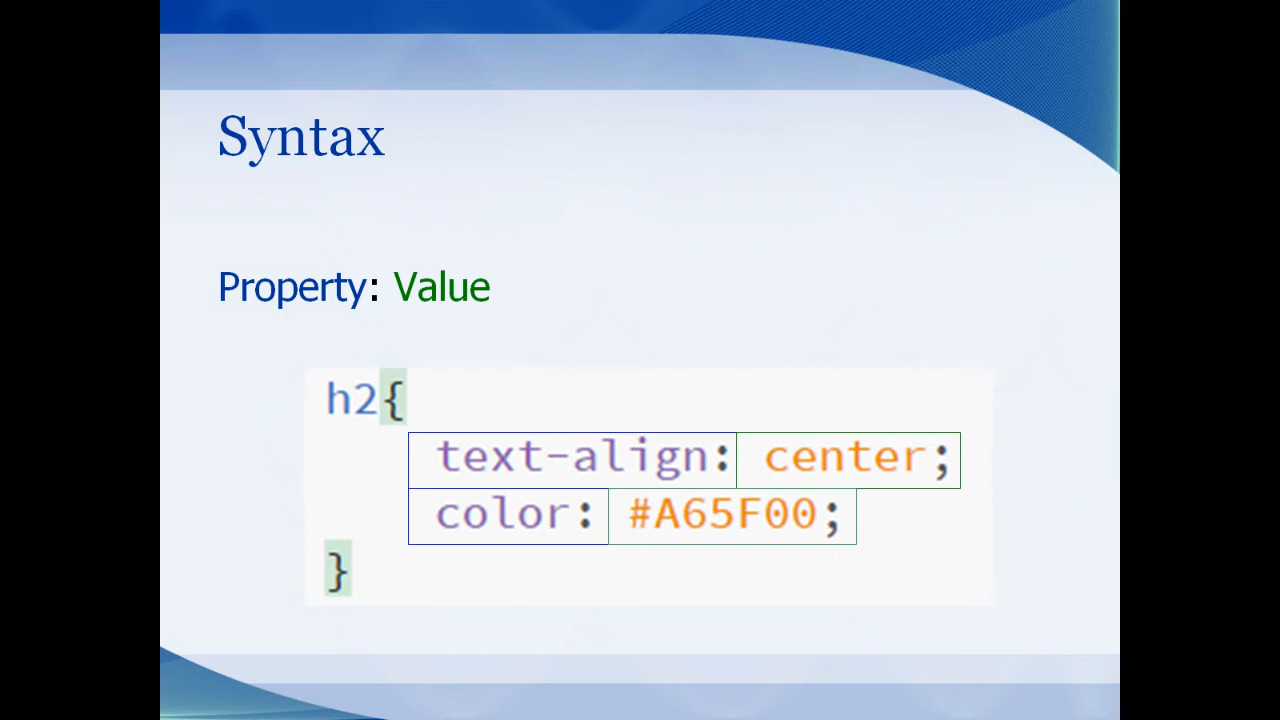 Syntax
Property: Value
h2{
text-align: center;
color: #A65F00;
}